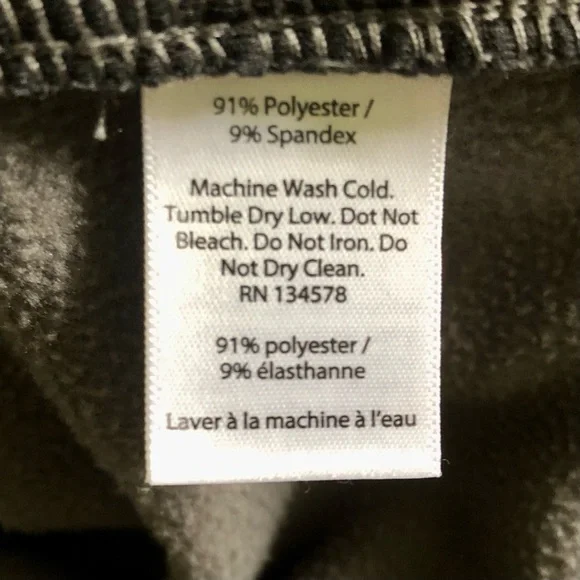 91% Polyester /
9% Spandex
Machine Wash Cold.
Tumble Dry Low. Dot Not
Bleach. Do Not Iron. Do
Not Dry Clean.
RN 134578
91% polyester /
9% élasthanne
Laver à la machine à l'eau